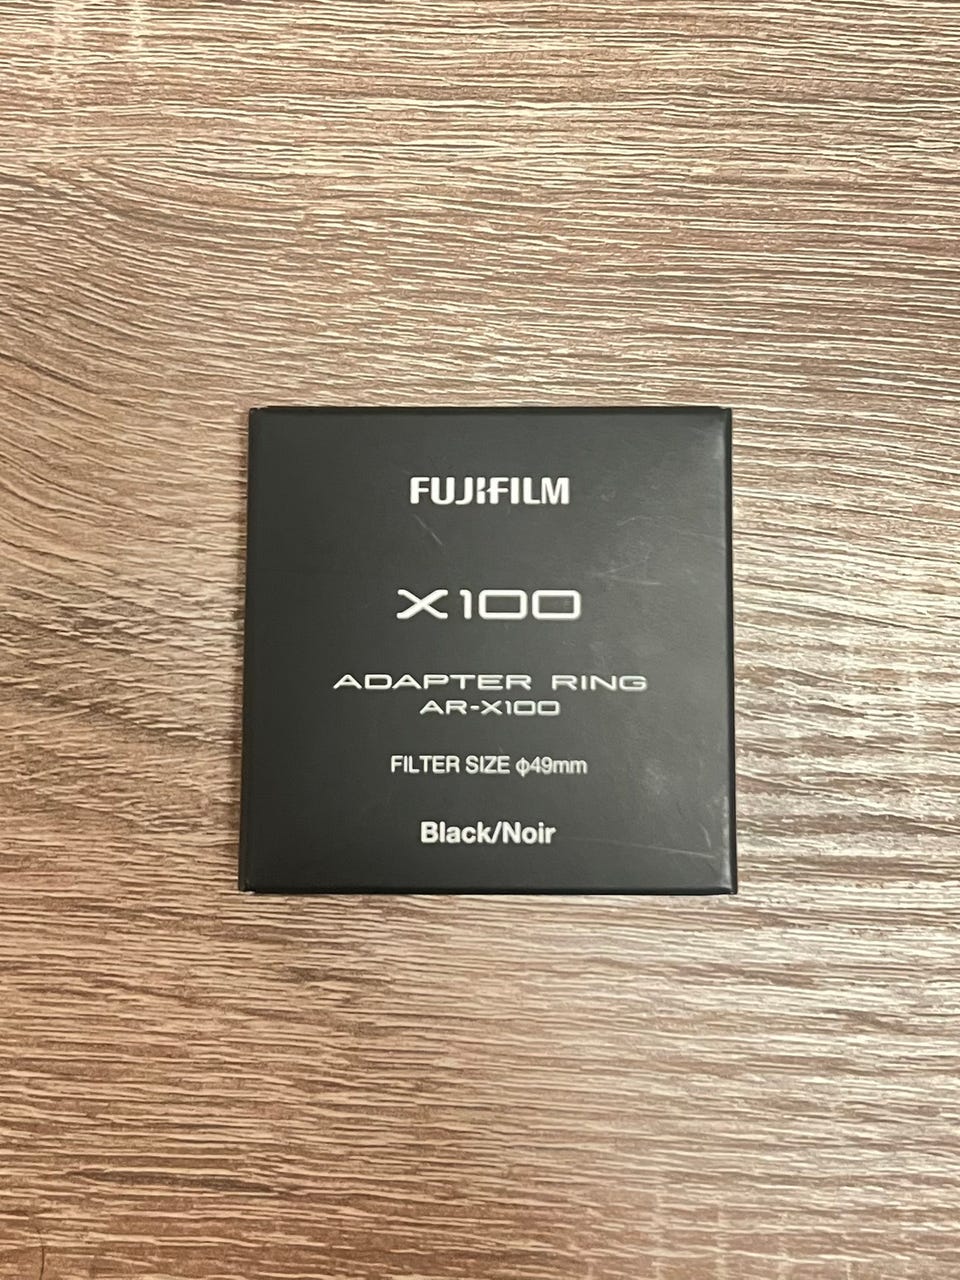 FUJIFILM
X100
ADAPTER RING
AR-X100
FILTER SIZE φ49mm
Black/Noir